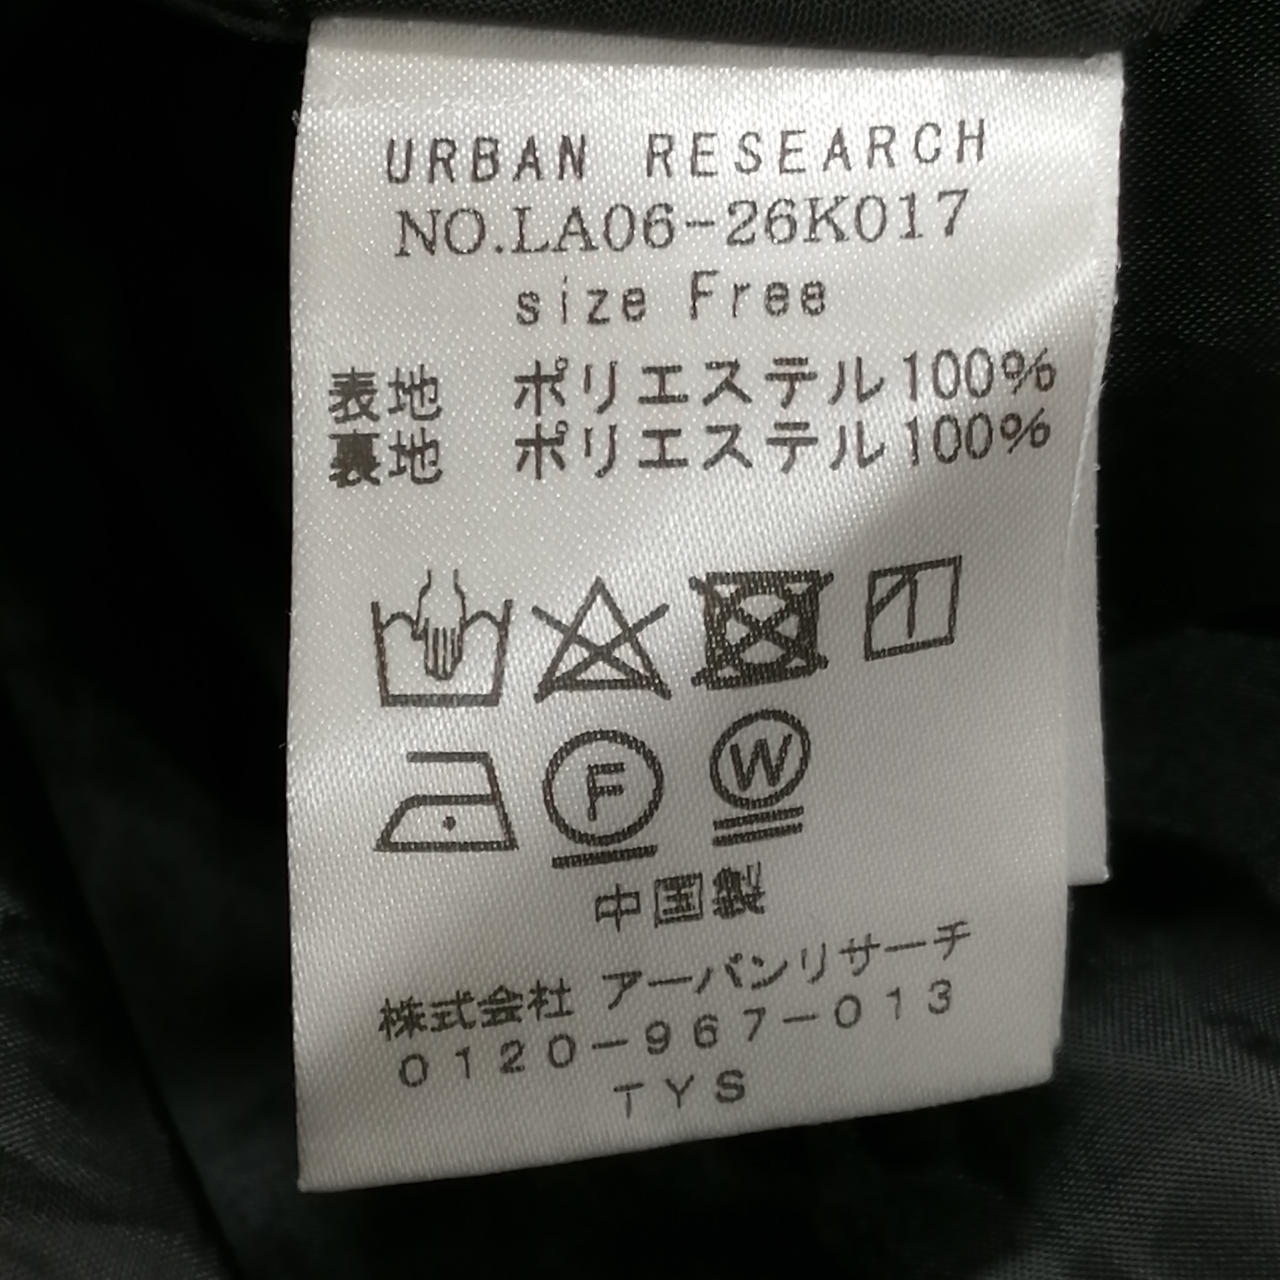 URBAN RESEARCH
NO.LA06-26K017
size Free
表地 ポリエステル100%
裏地 ポリエステル100%
F W
中国製
株式会社 アーバンリサーチ
0120-967-013
TYS